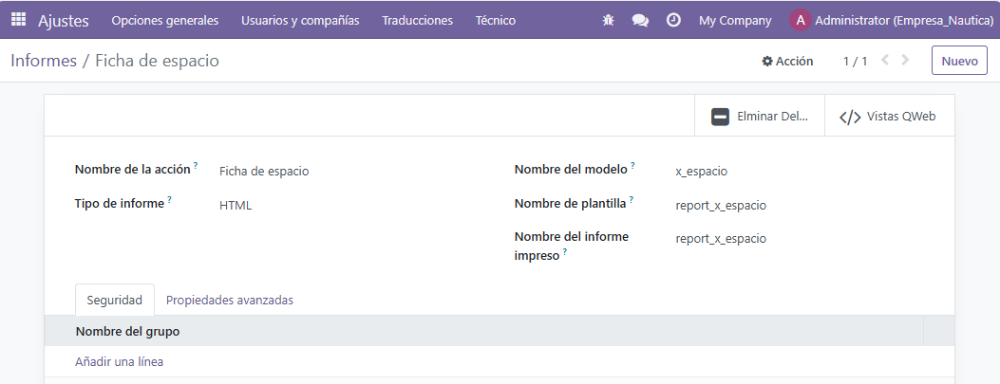 Ajustes Opciones generales Usuarios y compañías Traducciones Técnico My Company A Administrator (Empresa_Nautica)
Informes / Ficha de espacio Acción 1 / 1 Nuevo
Elminar Del... </> Vistas QWeb
Nombre de la acción ? Ficha de espacio Nombre del modelo ? x_espacio
Tipo de informe ? HTML Nombre de plantilla ? report_x_espacio
Nombre del informe impreso ? report_x_espacio
Seguridad Propiedades avanzadas
Nombre del grupo
Añadir una línea